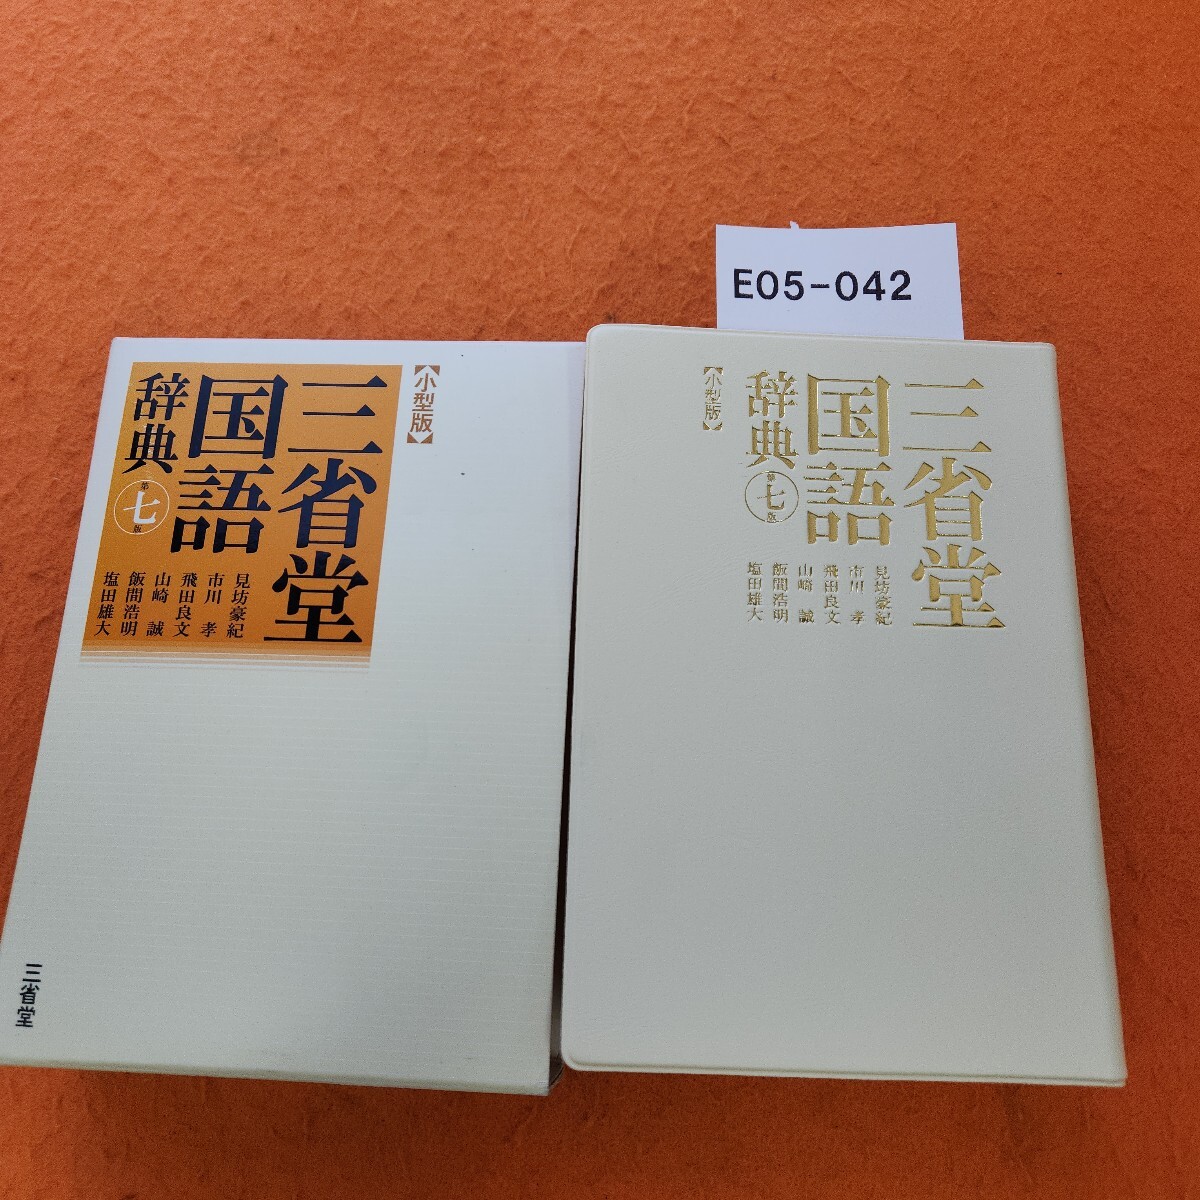 E05-042
【小型版】
三省堂
国語
辞典
第七版
見坊豪紀
市川 孝
飛田良文
山崎 誠
飯間浩明
塩田雄大
三省堂
【小型版】
三省堂
国語
辞典
第七版
見坊豪紀
市川 孝
飛田良文
山崎 誠
飯間浩明
塩田雄大